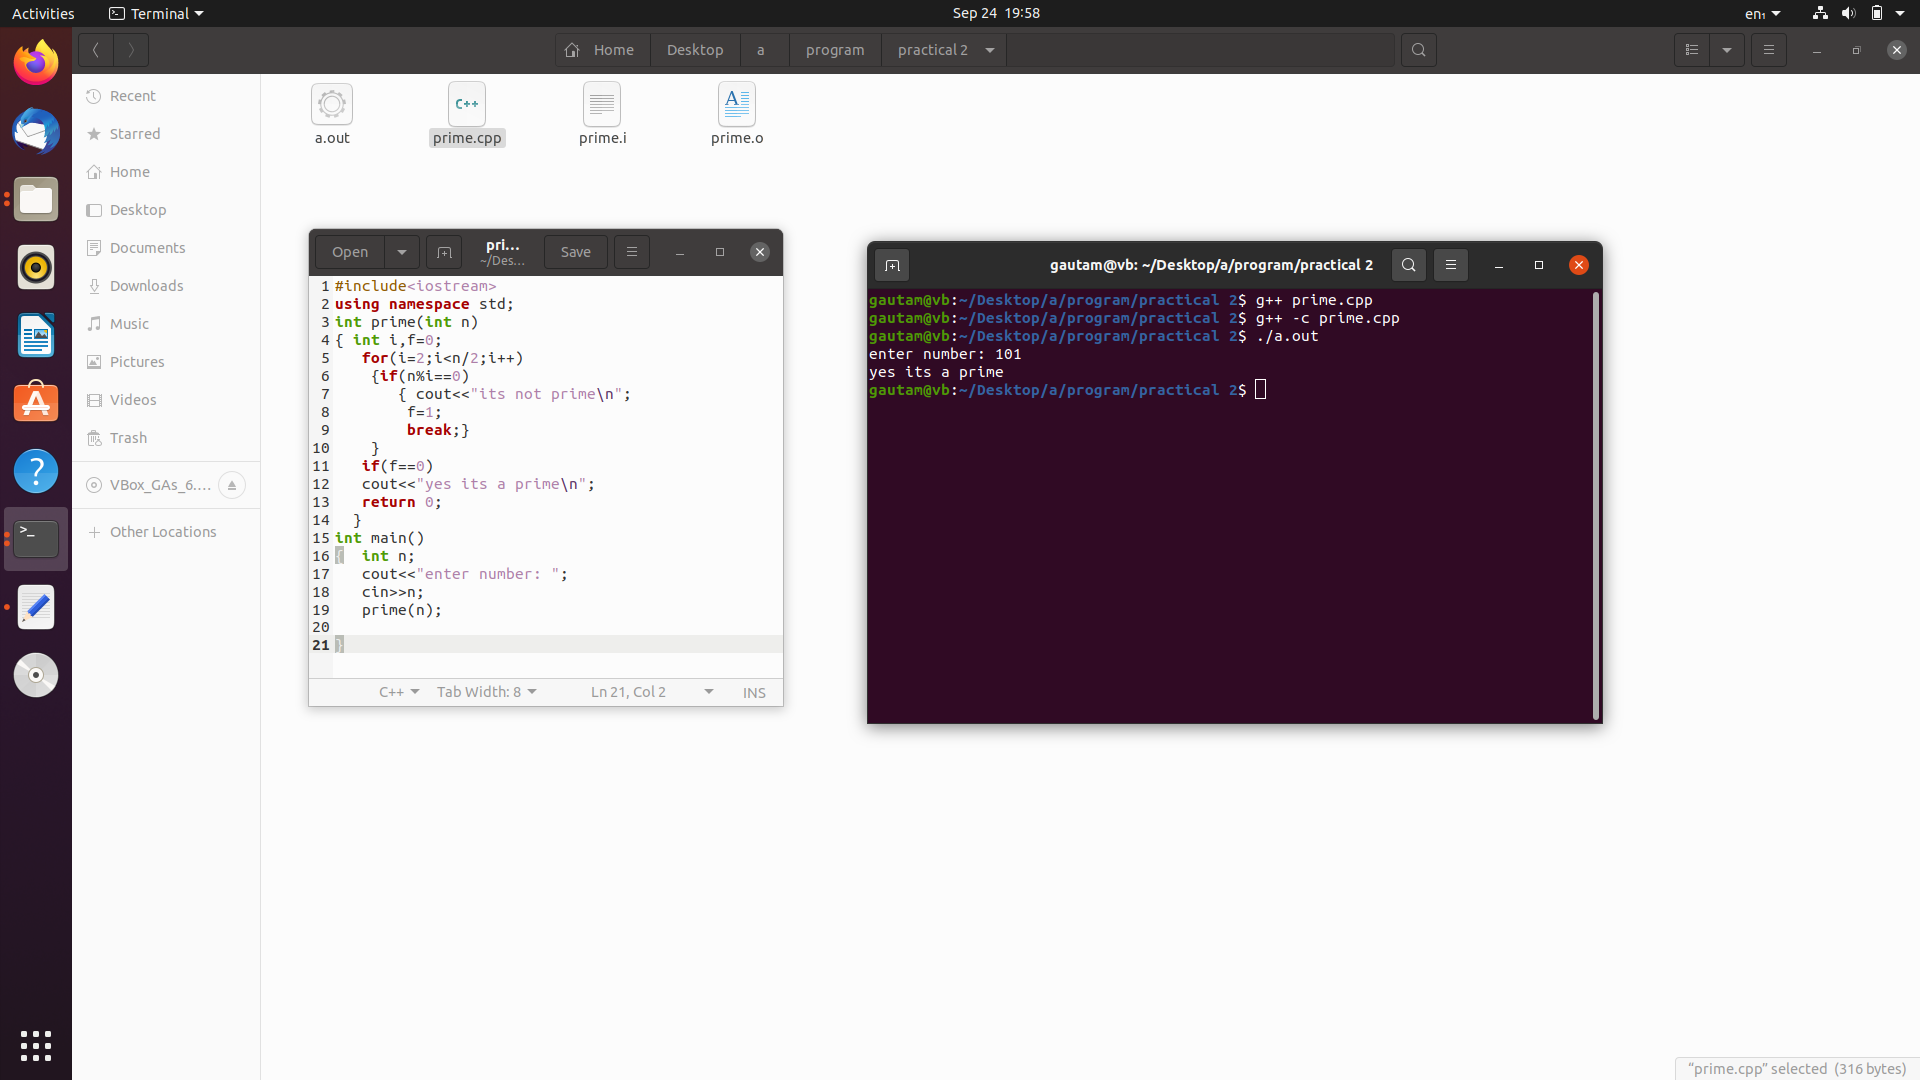 Activities Terminal Sep 24 19:58 en₁
Home Desktop a program practical 2
Recent
Starred
Home
Desktop
Documents
Downloads
Music
Pictures
Videos
Trash
VBox_GAs_6....
Other Locations
C++ A
a.out prime.cpp prime.i prime.o
Open pri... Save
~/Des...
1 #include<iostream>
2 using namespace std;
3 int prime(int n)
4 { int i,f=0;
5    for(i=2;i<n/2;i++)
6     {if(n%i==0)
7        { cout<<"its not prime\n";
8         f=1;
9         break;}
10     }
11    if(f==0)
12    cout<<"yes its a prime\n";
13    return 0;
14   }
15 int main()
16 {  int n;
17    cout<<"enter number: ";
18    cin>>n;
19    prime(n);
20
21 }
C++ Tab Width: 8 Ln 21, Col 2 INS
gautam@vb: ~/Desktop/a/program/practical 2
gautam@vb:~/Desktop/a/program/practical 2$ g++ prime.cpp
gautam@vb:~/Desktop/a/program/practical 2$ g++ -c prime.cpp
gautam@vb:~/Desktop/a/program/practical 2$ ./a.out
enter number: 101
yes its a prime
gautam@vb:~/Desktop/a/program/practical 2$
"prime.cpp" selected (316 bytes)